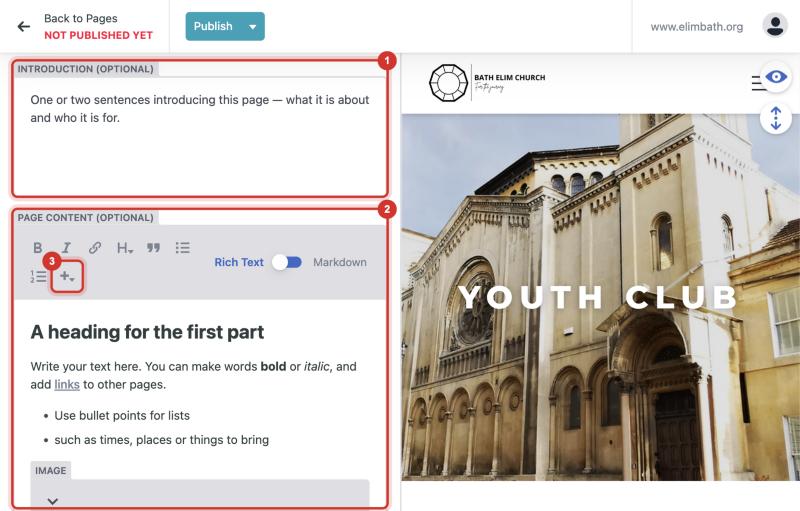 Back to Pages
NOT PUBLISHED YET
Publish
www.elimbath.org
1
INTRODUCTION (OPTIONAL)
One or two sentences introducing this page — what it is about
and who it is for.
2
PAGE CONTENT (OPTIONAL)
B I H
Rich Text Markdown
3
A heading for the first part
Write your text here. You can make words bold or italic, and
add links to other pages.
• Use bullet points for lists
• such as times, places or things to bring
IMAGE
BATH ELIM CHURCH
For the journey
YOUTH CLUB